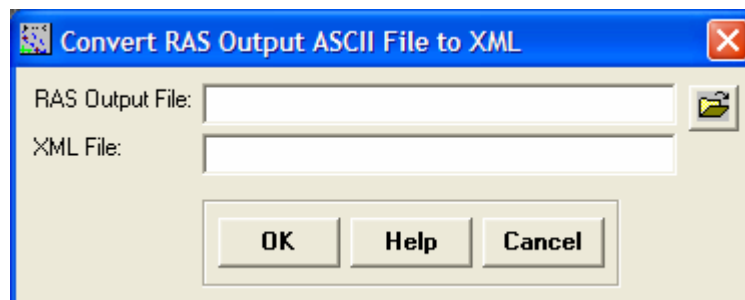 Convert RAS Output ASCII File to XML
RAS Output File:
XML File:
OK Help Cancel